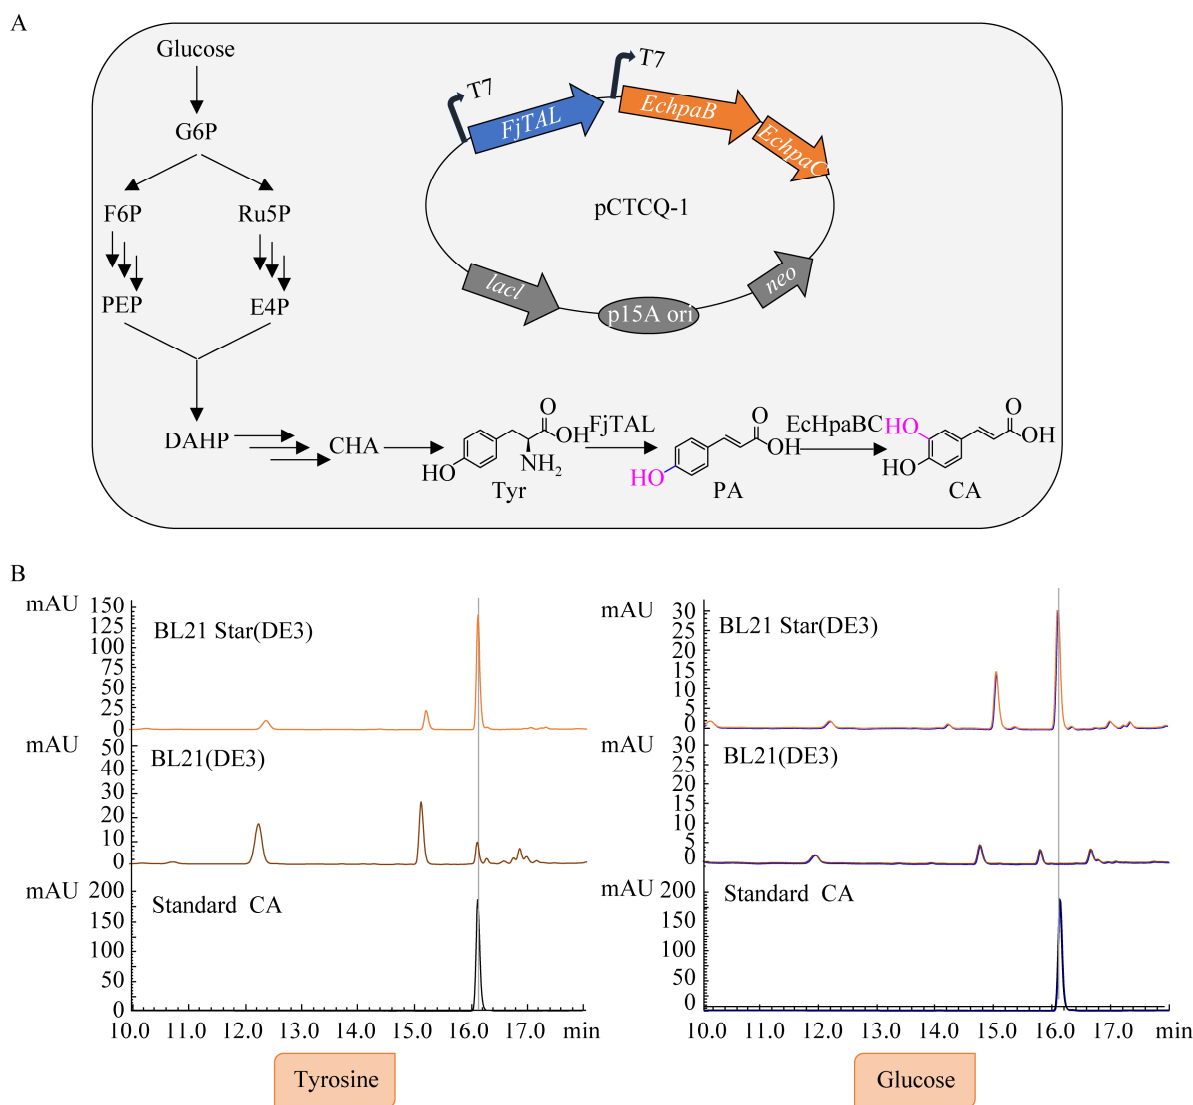 A
Glucose
G6P
F6P
Ru5P
PEP
E4P
DAHP
CHA
Tyr
FjTAL
PA
EcHpaBC
CA
HO
O
OH
NH2
HO
O
OH
HO
HO
O
OH
T7
FjTAL
T7
EchpaB
EchpaC
pCTCQ-1
lacl
p15A ori
neo
B
mAU
150
125
100
75
50
25
0
BL21 Star(DE3)
mAU
50
40
30
20
10
0
BL21(DE3)
mAU
200
150
100
50
0
Standard CA
10.0 11.0 12.0 13.0 14.0 15.0 16.0 17.0 min
Tyrosine
mAU
30
25
20
15
10
5
0
BL21 Star(DE3)
mAU
30
25
20
15
10
5
0
BL21(DE3)
mAU
200
150
100
50
0
Standard CA
10.0 11.0 12.0 13.0 14.0 15.0 16.0 17.0 min
Glucose